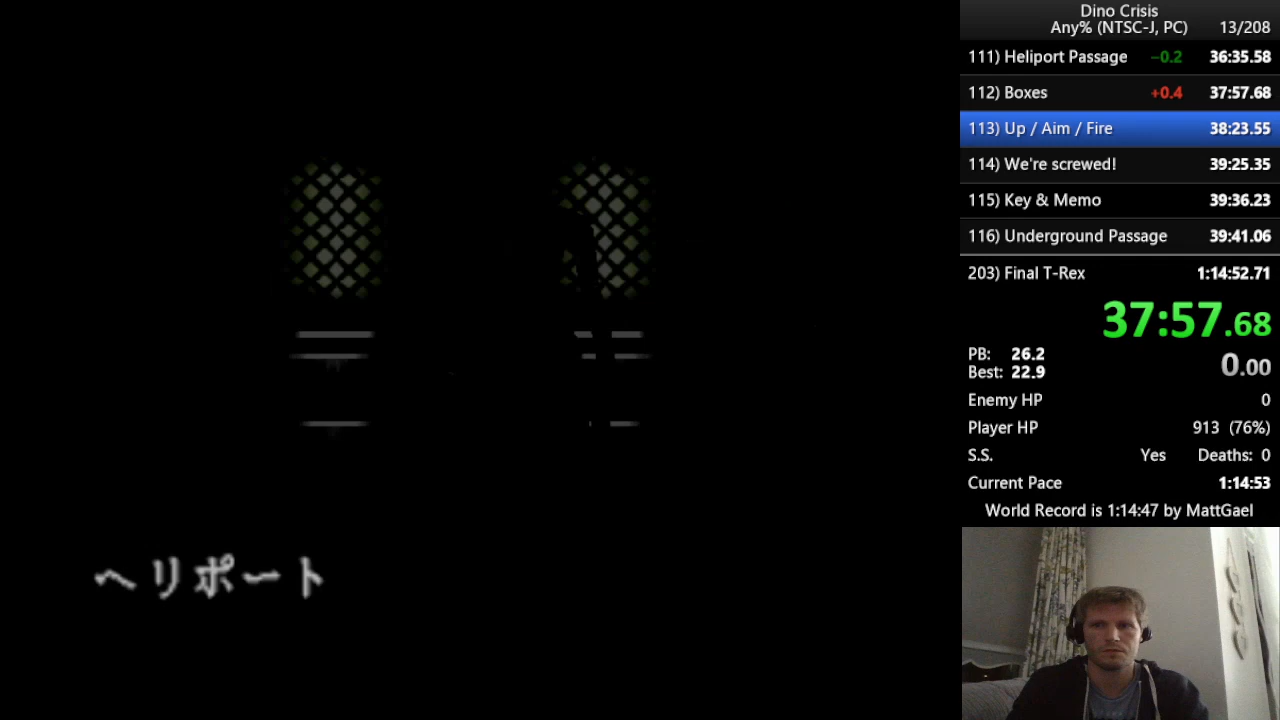 Dino Crisis
Any% (NTSC-J, PC) 13/208
111) Heliport Passage -0.2 36:35.58
112) Boxes +0.4 37:57.68
113) Up / Aim / Fire 38:23.55
114) We're screwed! 39:25.35
115) Key & Memo 39:36.23
116) Underground Passage 39:41.06
203) Final T-Rex 1:14:52.71
37:57.68
PB: 26.2
0.00
Best: 22.9
Enemy HP 0
Player HP 913 (76%)
S.S. Yes Deaths: 0
Current Pace 1:14:53
World Record is 1:14:47 by MattGael
ヘリポート